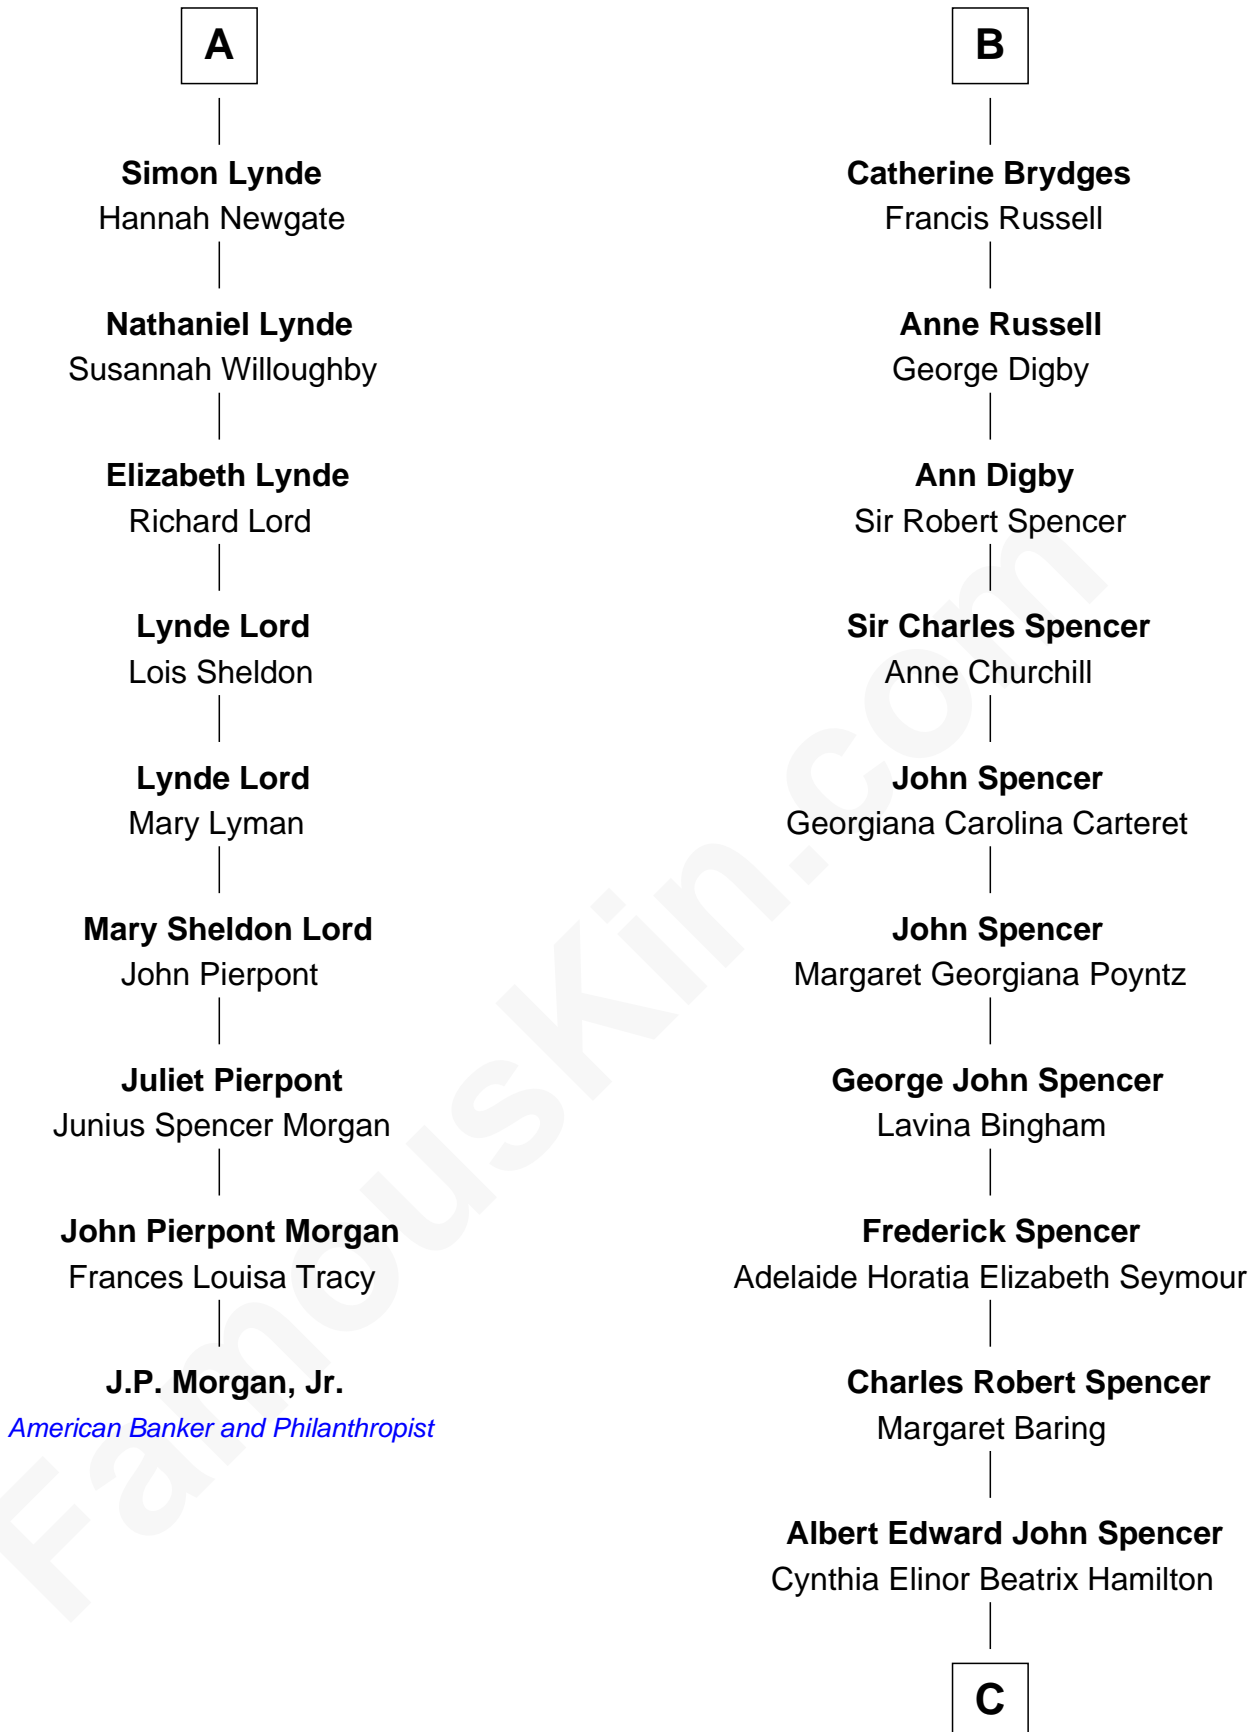 A
Simon Lynde
Hannah Newgate
Nathaniel Lynde
Susannah Willoughby
Elizabeth Lynde
Richard Lord
Lynde Lord
Lois Sheldon
Lynde Lord
Mary Lyman
Mary Sheldon Lord
John Pierpont
Juliet Pierpont
Junius Spencer Morgan
John Pierpont Morgan
Frances Louisa Tracy
J.P. Morgan, Jr.
American Banker and Philanthropist
B
Catherine Brydges
Francis Russell
Anne Russell
George Digby
Ann Digby
Sir Robert Spencer
Sir Charles Spencer
Anne Churchill
John Spencer
Georgiana Carolina Carteret
John Spencer
Margaret Georgiana Poyntz
George John Spencer
Lavina Bingham
Frederick Spencer
Adelaide Horatia Elizabeth Seymour
Charles Robert Spencer
Margaret Baring
Albert Edward John Spencer
Cynthia Elinor Beatrix Hamilton
C
FamousKin.com